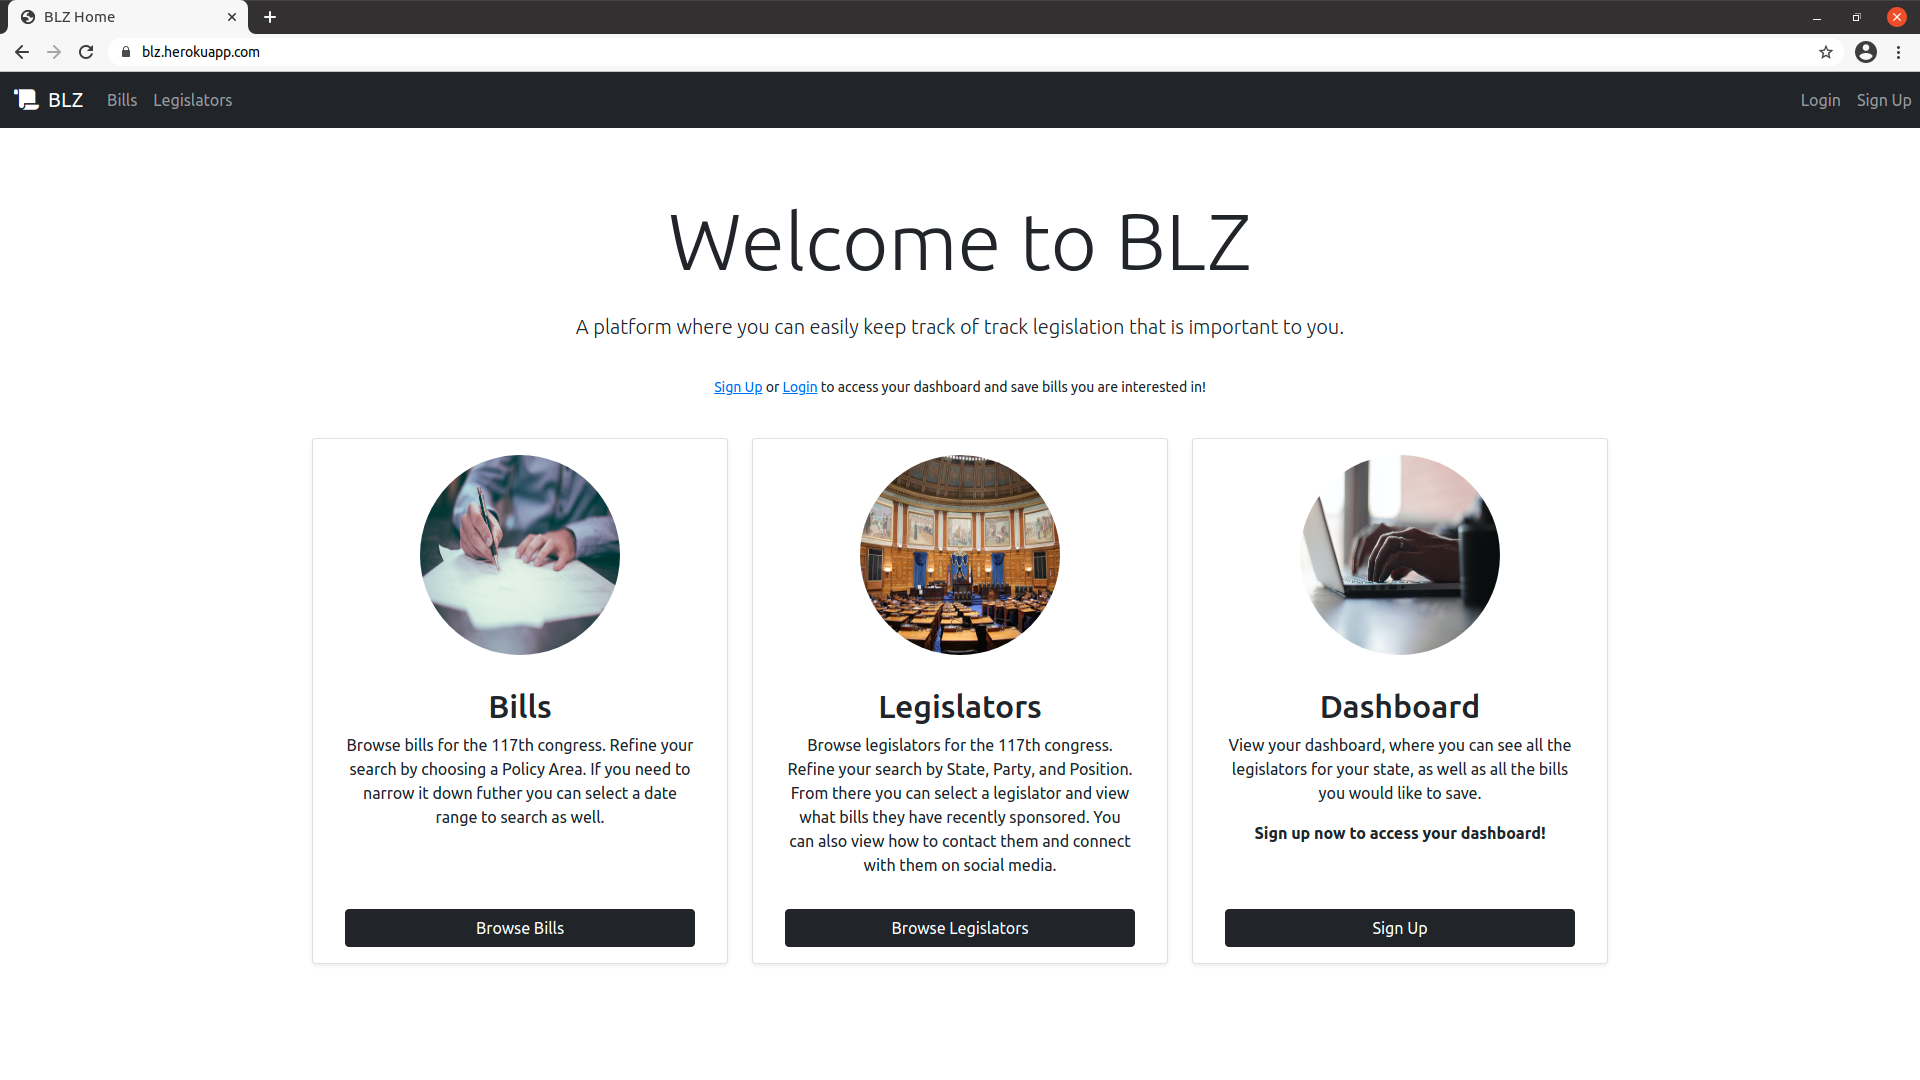 BLZ Home
blz.herokuapp.com
BLZ Bills Legislators Login Sign Up
Welcome to BLZ
A platform where you can easily keep track of track legislation that is important to you.
Sign Up or Login to access your dashboard and save bills you are interested in!
Bills
Browse bills for the 117th congress. Refine your
search by choosing a Policy Area. If you need to
narrow it down futher you can select a date
range to search as well.
Browse Bills
Legislators
Browse legislators for the 117th congress.
Refine your search by State, Party, and Position.
From there you can select a legislator and view
what bills they have recently sponsored. You
can also view how to contact them and connect
with them on social media.
Browse Legislators
Dashboard
View your dashboard, where you can see all the
legislators for your state, as well as all the bills
you would like to save.
Sign up now to access your dashboard!
Sign Up